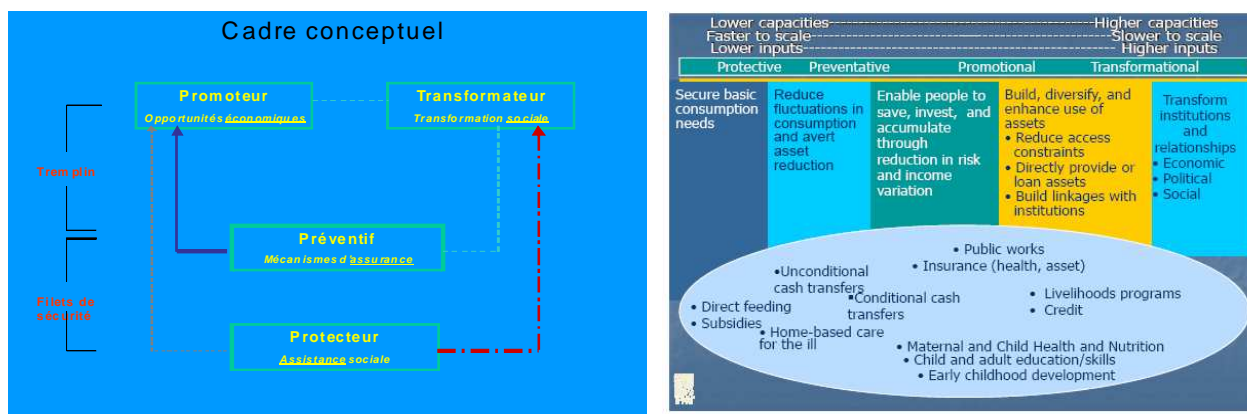 Cadre conceptuel
Promoteur
Opportunités économiques
Transformateur
Transformation sociale
Tremplin
Préventif
Mécanismes d'assurance
Filets de
sécurité
Protecteur
Assistance sociale
Lower capacities------------------------------Higher capacities
Faster to scale------------------------------Slower to scale
Lower inputs------------------------------Higher inputs
Protective Preventative Promotional Transformational
Secure basic
consumption
needs
Reduce
fluctuations in
consumption
and avert
asset
reduction
Enable people to
save, invest, and
accumulate
through
reduction in risk
and income
variation
Build, diversify, and
enhance use of
assets
• Reduce access
constraints
• Directly provide or
loan assets
• Build linkages with
institutions
Transform
institutions
and
relationships
• Economic
• Political
• Social
• Public works
• Insurance (health, asset)
• Unconditional
cash transfers
• Conditional cash
transfers
• Direct feeding
• Subsidies
• Home-based care
for the ill
• Livelihoods programs
• Credit
• Maternal and Child Health and Nutrition
• Child and adult education/skills
• Early childhood development